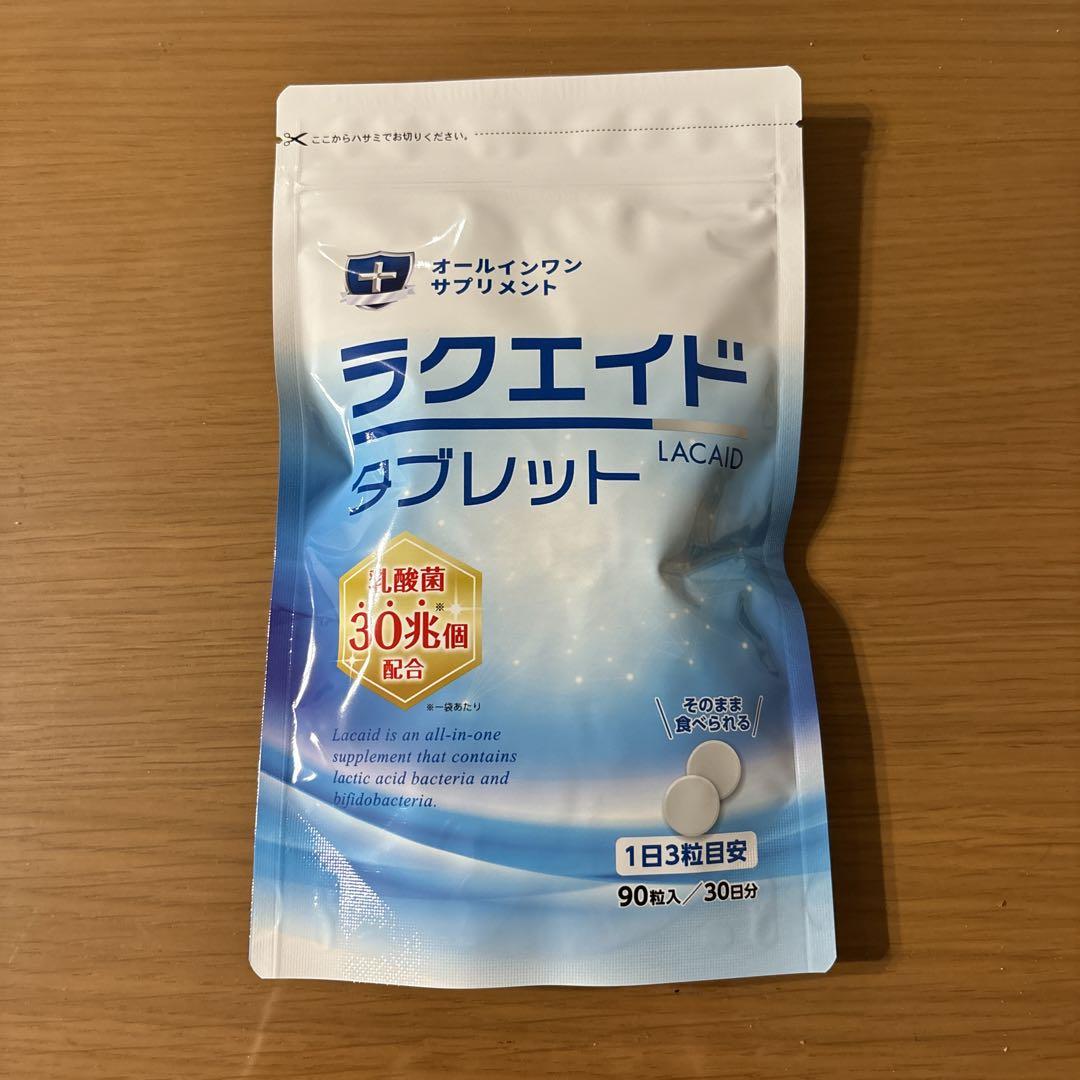 ここからハサミでお切りください。
オールインワン
サプリメント
ラクエイド
LACAID
タブレット
乳酸菌
30兆個※
配合
※一袋あたり
Lacaid is an all-in-one
supplement that contains
lactic acid bacteria and
bifidobacteria.
そのまま
食べられる
1日3粒目安
90粒入／30日分